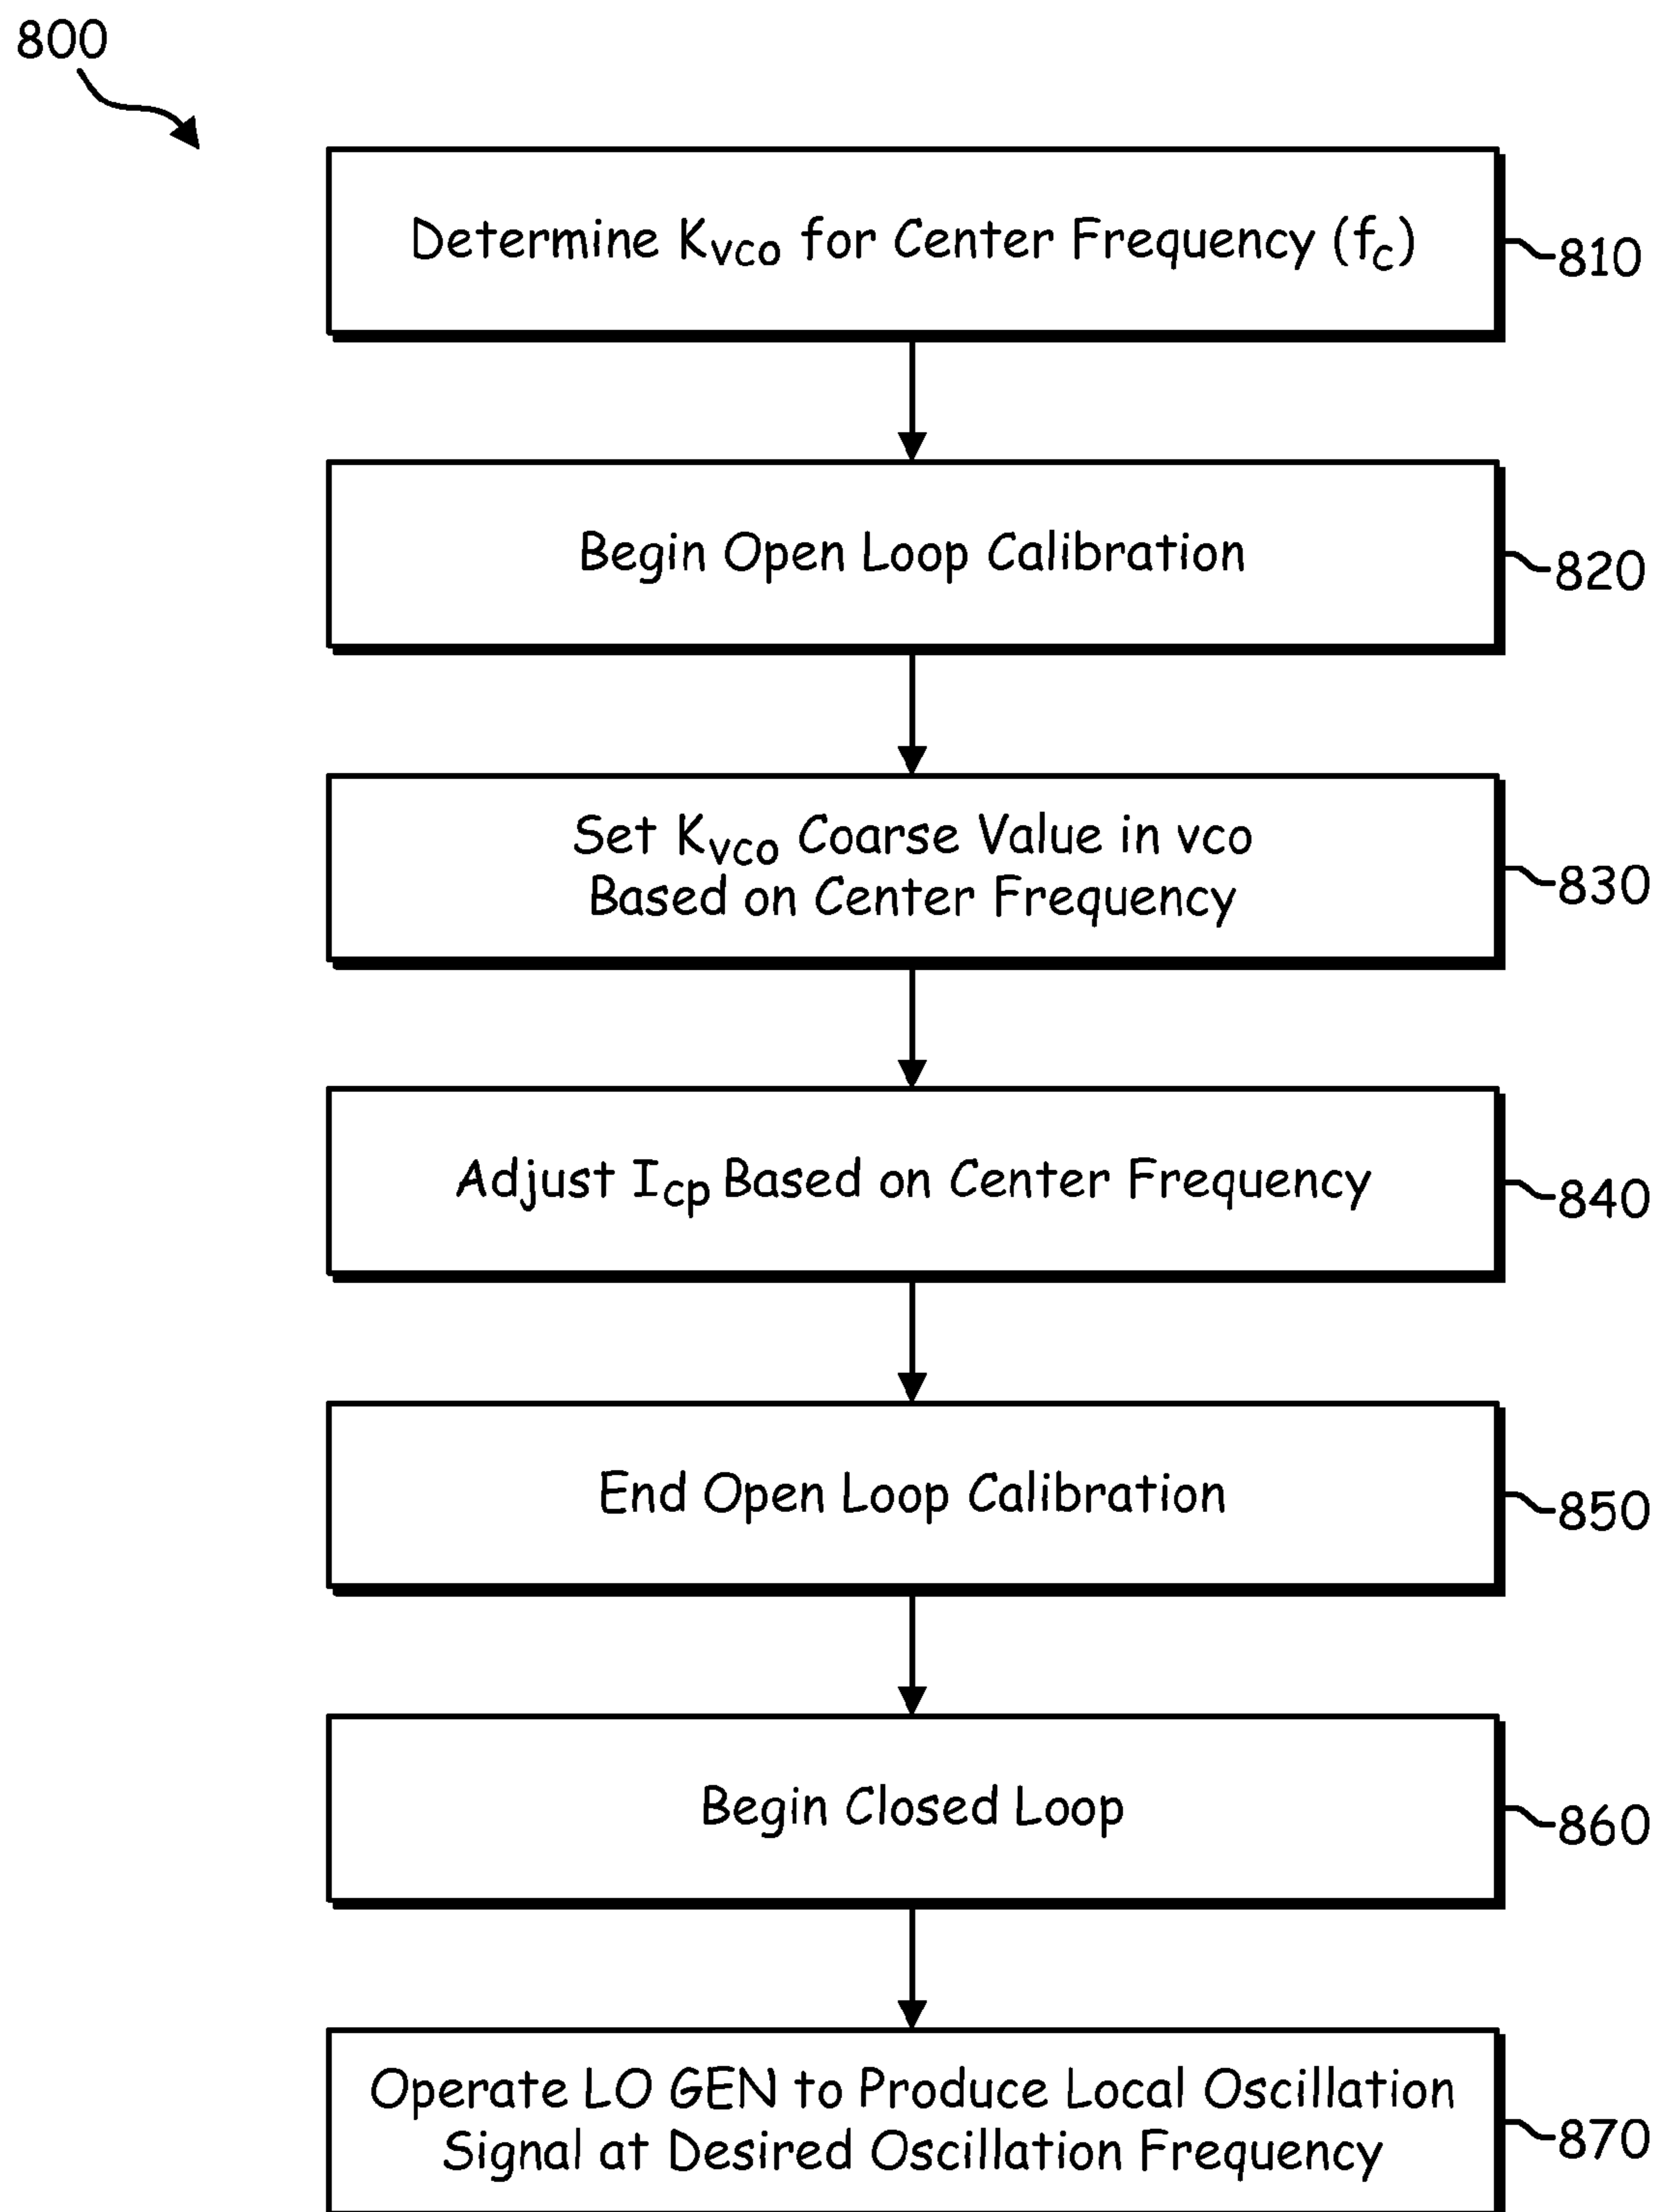 800
Determine Kvco for Center Frequency (fc)
810
Begin Open Loop Calibration
820
Set Kvco Coarse Value in vco
Based on Center Frequency
830
Adjust Icp Based on Center Frequency
840
End Open Loop Calibration
850
Begin Closed Loop
860
Operate LO GEN to Produce Local Oscillation
Signal at Desired Oscillation Frequency
870